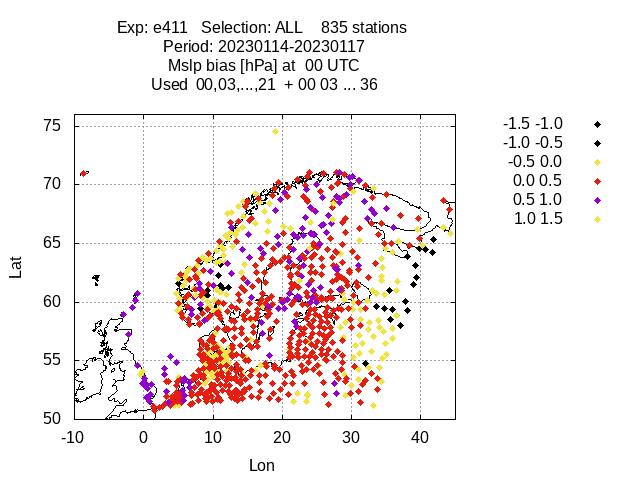 Exp: e411   Selection: ALL    835 stations
Period: 20230114-20230117
Mslp bias [hPa] at  00 UTC
Used  00,03,...,21  + 00 03 ... 36
-1.5 -1.0
-1.0 -0.5
-0.5 0.0
0.0 0.5
0.5 1.0
1.0 1.5
75
70
65
60
55
50
Lat
-10 0 10 20 30 40
Lon